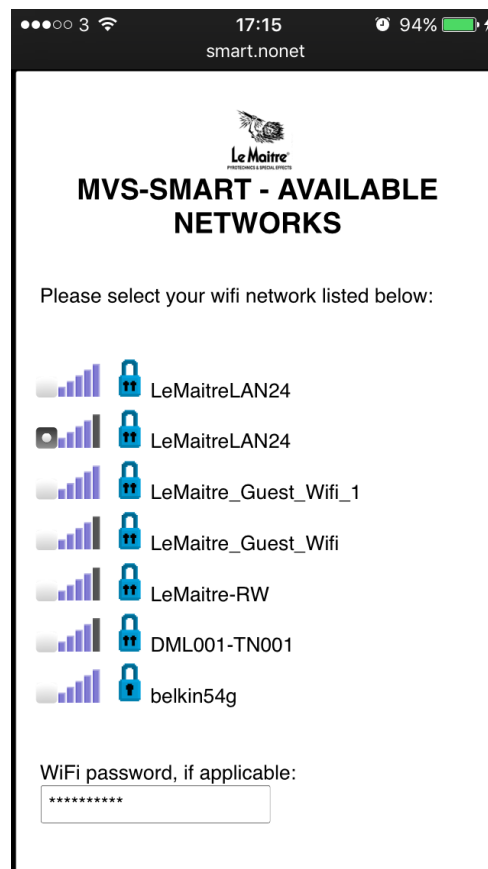 3 17:15 94%
smart.nonet
Le Maitre
PYROTECHNICS & SPECIAL EFFECTS
MVS-SMART - AVAILABLE
NETWORKS
Please select your wifi network listed below:
LeMaitreLAN24
LeMaitreLAN24
LeMaitre_Guest_Wifi_1
LeMaitre_Guest_Wifi
LeMaitre-RW
DML001-TN001
belkin54g
WiFi password, if applicable:
**********